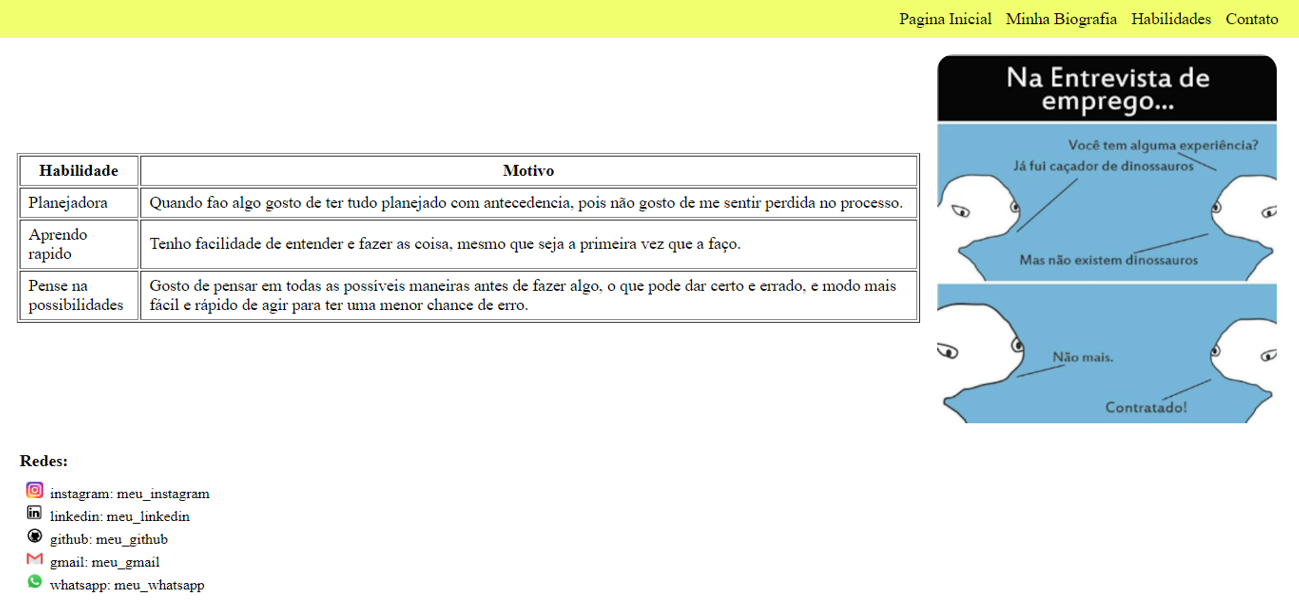 Pagina Inicial Minha Biografia Habilidades Contato
Habilidade Motivo
Planejadora Quando fao algo gosto de ter tudo planejado com antecedencia, pois não gosto de me sentir perdida no processo.
Aprendo
rapido
Tenho facilidade de entender e fazer as coisa, mesmo que seja a primeira vez que a faço.
Pense na
possibilidades
Gosto de pensar em todas as possiveis maneiras antes de fazer algo, o que pode dar certo e errado, e modo mais
fácil e rápido de agir para ter uma menor chance de erro.
Na Entrevista de
emprego...
Você tem alguma experiência?
Já fui caçador de dinossauros
Mas não existem dinossauros
Não mais.
Contratado!
Redes:
instagram: meu_instagram
linkedin: meu_linkedin
github: meu_github
gmail: meu_gmail
whatsapp: meu_whatsapp